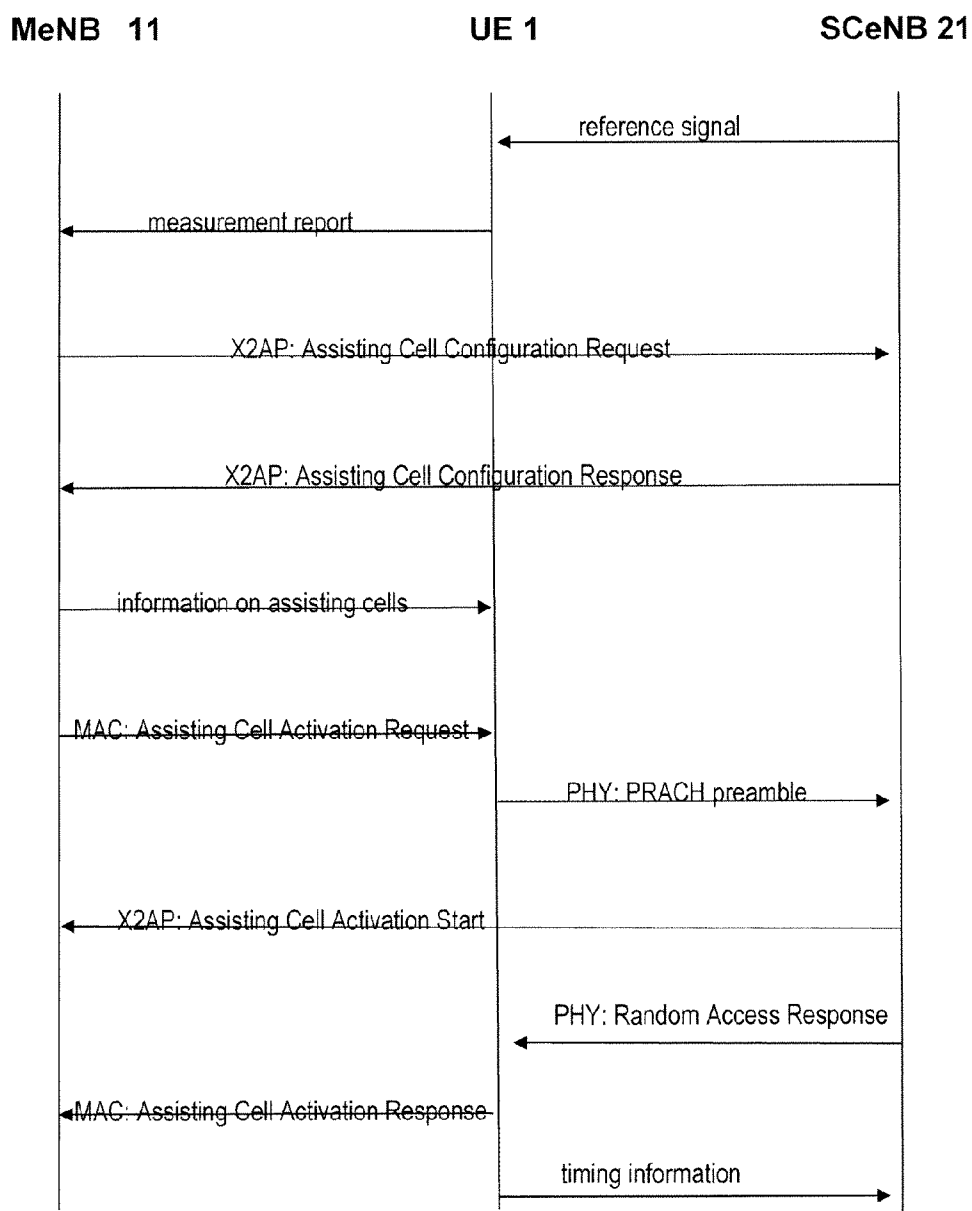 MeNB 11 UE 1 SCeNB 21
reference signal
measurement report
X2AP: Assisting Cell Configuration Request
X2AP: Assisting Cell Configuration Response
information on assisting cells
MAC: Assisting Cell Activation Request
PHY: PRACH preamble
X2AP: Assisting Cell Activation Start
PHY: Random Access Response
MAC: Assisting Cell Activation Response
timing information